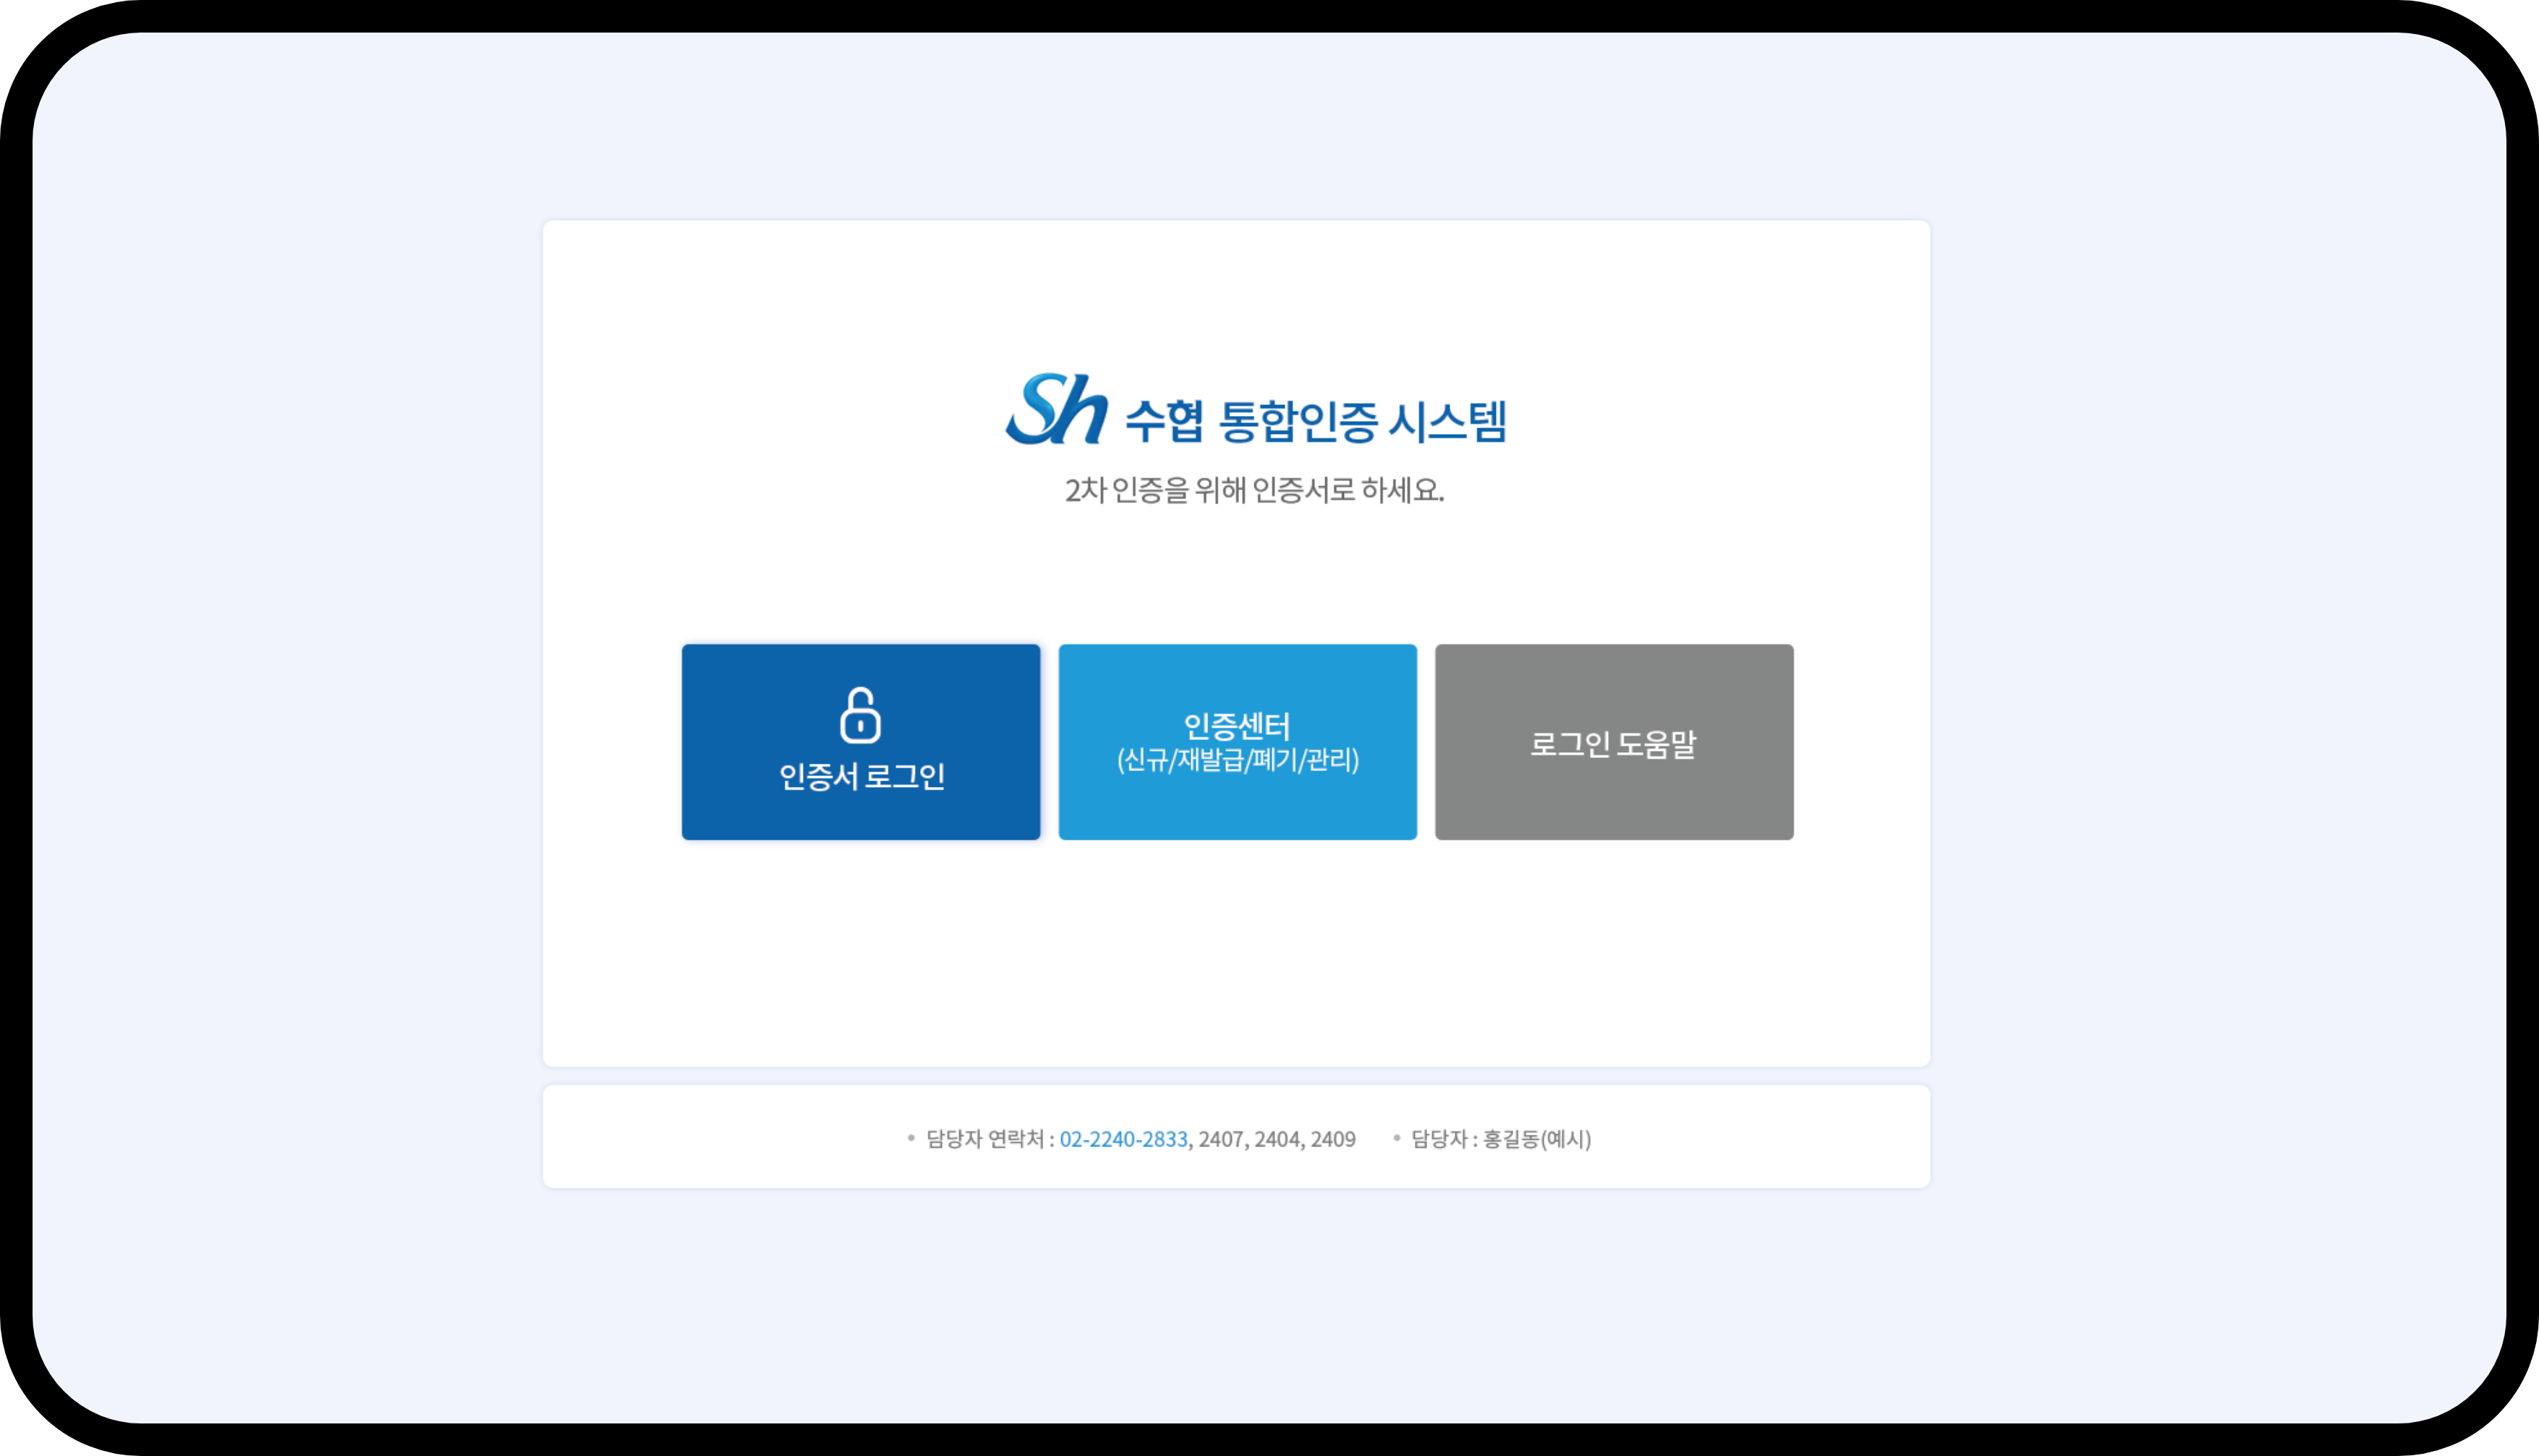 Sh 수협 통합인증 시스템
2차 인증을 위해 인증서로 하세요.
인증서 로그인
인증센터
(신규/재발급/폐기/관리)
로그인 도움말
• 담당자 연락처 : 02-2240-2833, 2407, 2404, 2409 • 담당자 : 홍길동(예시)